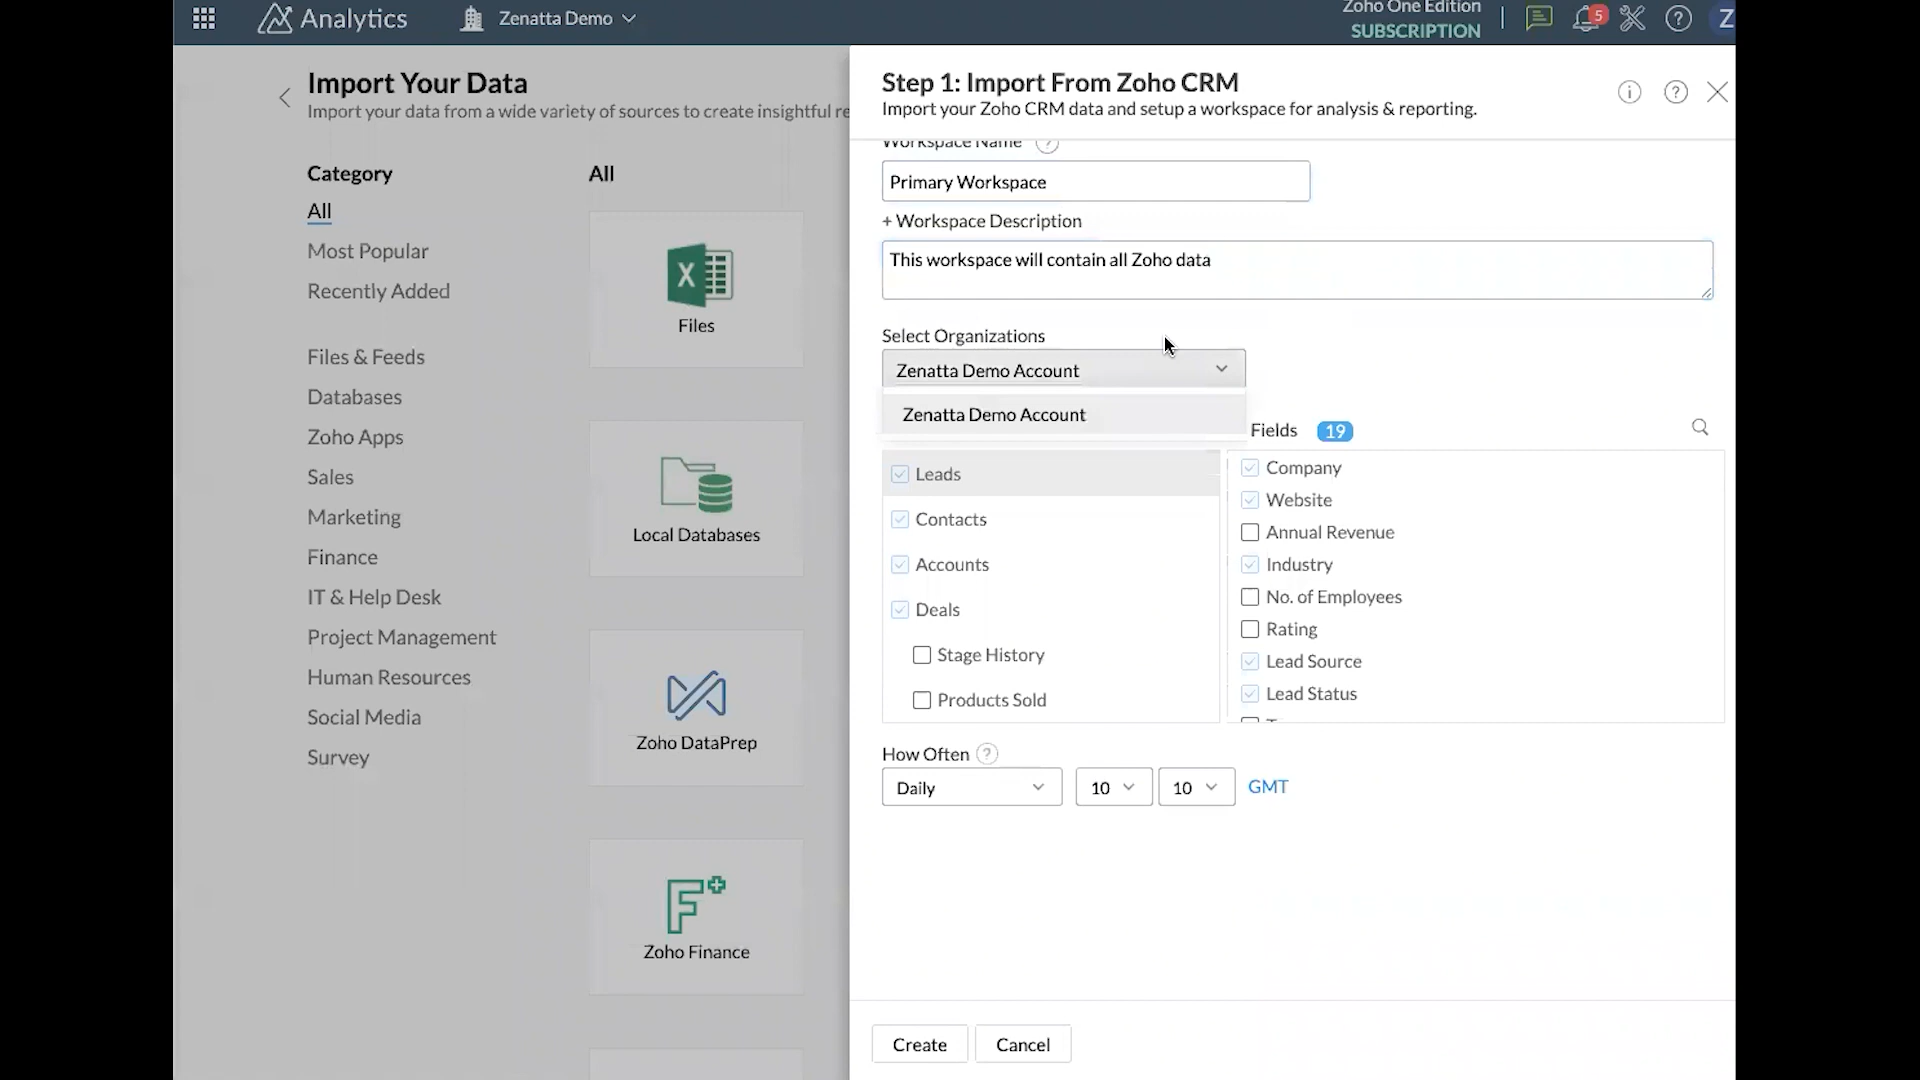 Analytics
Zenatta Demo
Zoho One Edition
SUBSCRIPTION
5
Z
Import Your Data
Import your data from a wide variety of sources to create insightful re
Category
All
Most Popular
Recently Added
Files & Feeds
Databases
Zoho Apps
Sales
Marketing
Finance
IT & Help Desk
Project Management
Human Resources
Social Media
Survey
All
Files
Local Databases
Zoho DataPrep
Zoho Finance
Step 1: Import From Zoho CRM
Import your Zoho CRM data and setup a workspace for analysis & reporting.
Workspace Name
Primary Workspace
+ Workspace Description
This workspace will contain all Zoho data
Select Organizations
Zenatta Demo Account
Zenatta Demo Account
Leads
Contacts
Accounts
Deals
Stage History
Products Sold
Fields 19
Company
Website
Annual Revenue
Industry
No. of Employees
Rating
Lead Source
Lead Status
How Often
Daily 10 10 GMT
Create Cancel